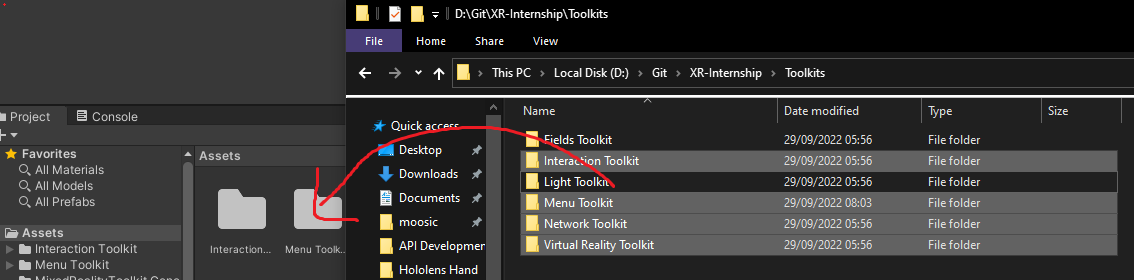 D:\Git\XR-Internship\Toolkits
File Home Share View
This PC Local Disk (D:) Git XR-Internship Toolkits
Name Date modified Type Size
Quick access
Desktop
Downloads
Documents
moosic
API Developmen
Hololens Hand
Fields Toolkit 29/09/2022 05:56 File folder
Interaction Toolkit 29/09/2022 05:56 File folder
Light Toolkit 29/09/2022 05:56 File folder
Menu Toolkit 29/09/2022 08:03 File folder
Network Toolkit 29/09/2022 05:56 File folder
Virtual Reality Toolkit 29/09/2022 05:56 File folder
Project Console
Favorites
All Materials
All Models
All Prefabs
Assets
Interaction Toolkit
Menu Toolkit
Assets
Interaction... Menu Toolk...